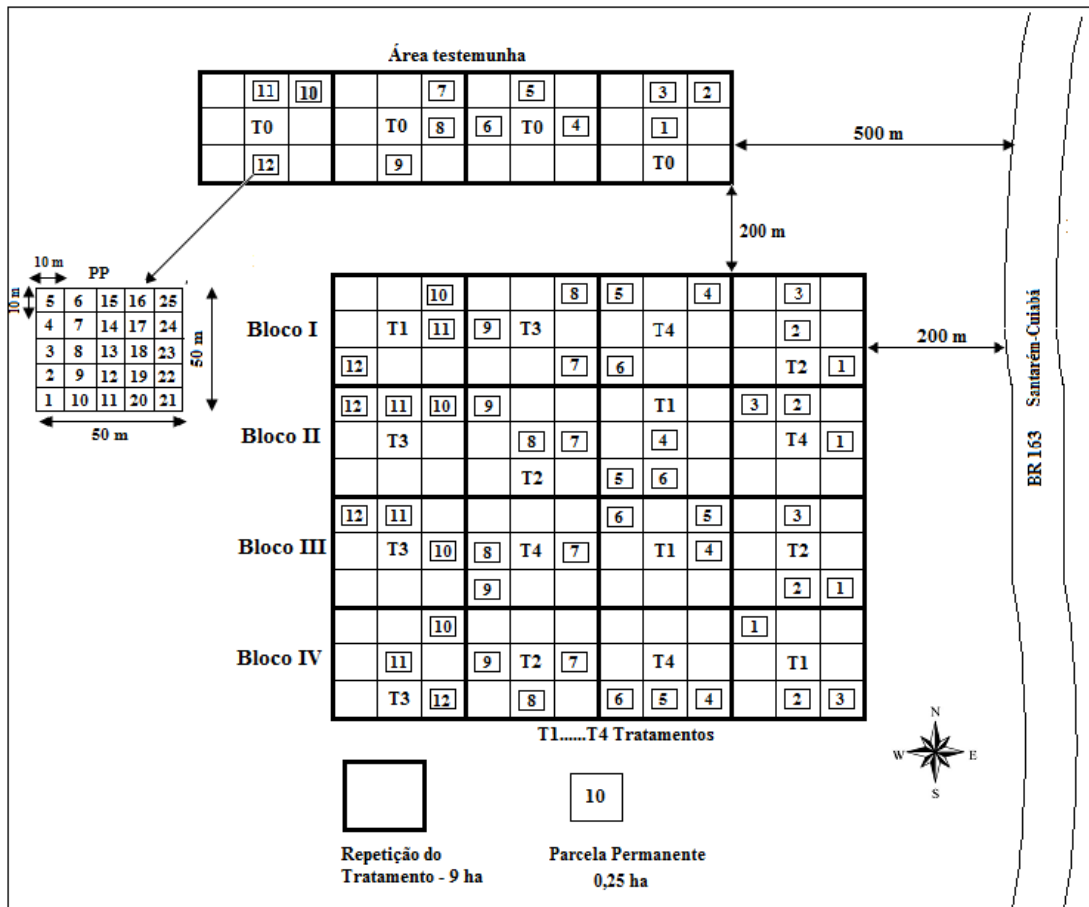 Área testemunha
11 10 7 5 3 2
T0 T0 8 6 T0 4 1
12 9 T0
500 m
200 m
10 m PP
10 m
5 6 15 16 25
4 7 14 17 24
3 8 13 18 23
2 9 12 19 22
1 10 11 20 21
50 m
50 m
10 8 5 4 3
Bloco I T1 11 9 T3 T4 2
12 7 6 T2 1
200 m
12 11 10 9 T1 3 2
Bloco II T3 8 7 4 T4 1
T2 5 6
12 11 6 5 3
Bloco III T3 10 8 T4 7 T1 4 T2
9 2 1
10 1
Bloco IV 11 9 T2 7 T4 T1
T3 12 8 6 5 4 2 3
T1......T4 Tratamentos
BR 163 Santarém-Cuiabá
N
W E
S
10
Repetição do
Tratamento - 9 ha
Parcela Permanente
0,25 ha